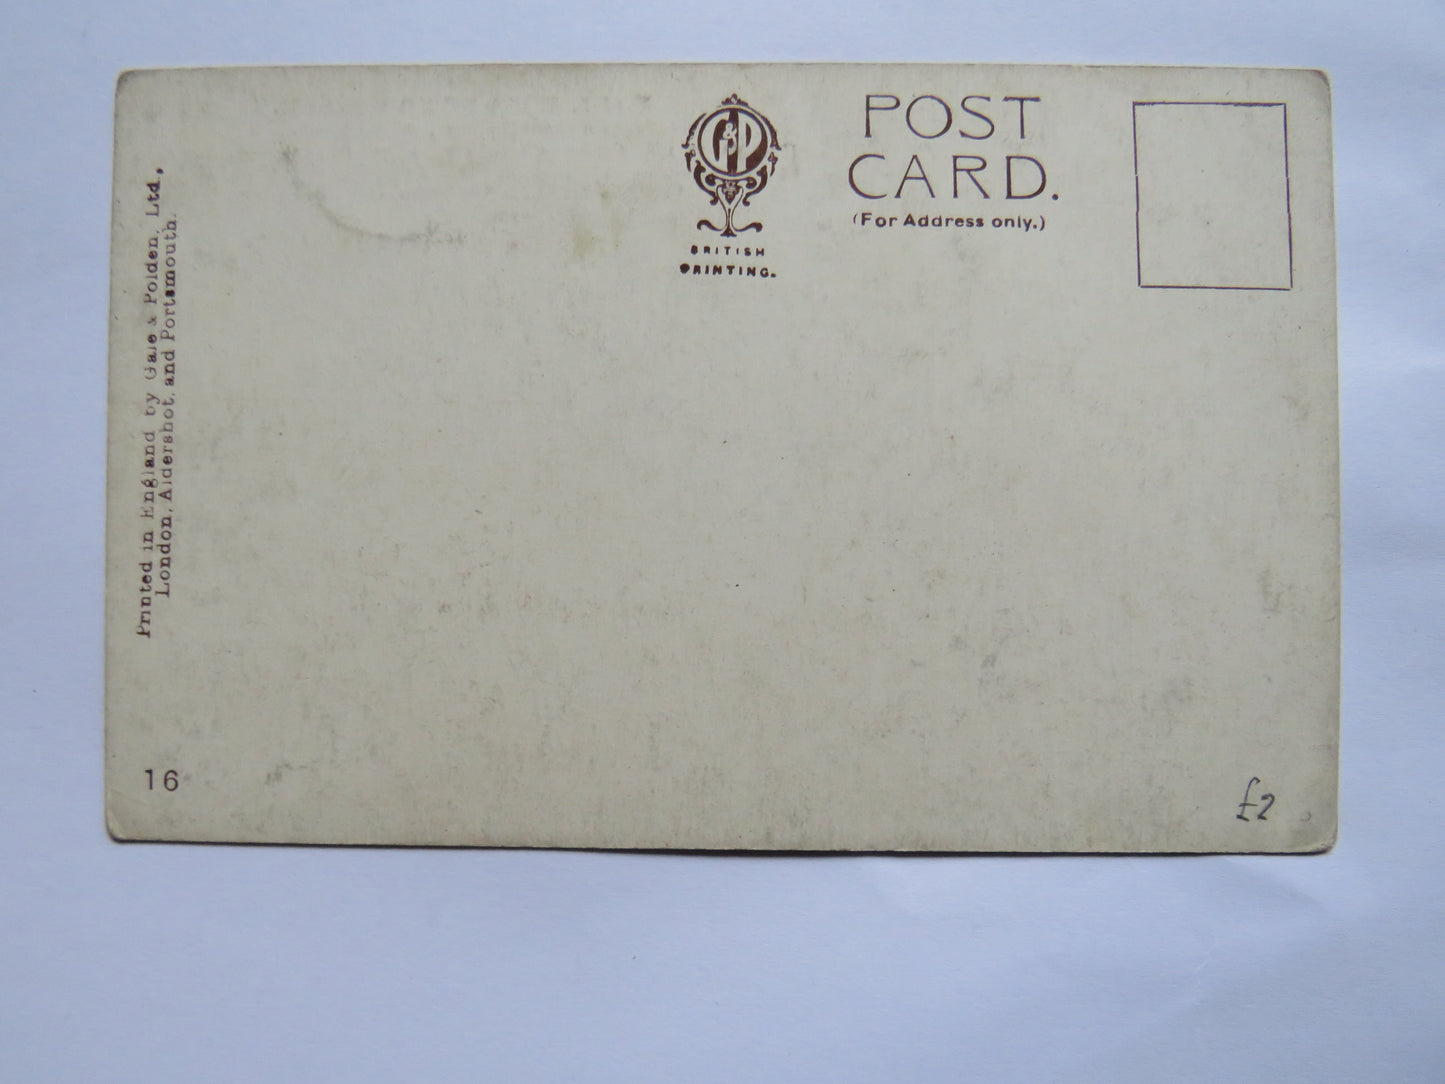 G&P
BRITISH
PRINTING.
POST
CARD.
(For Address only.)
Printed in England by Gale & Polden, Ltd.,
London, Aldershot, and Portsmouth.
16
£2